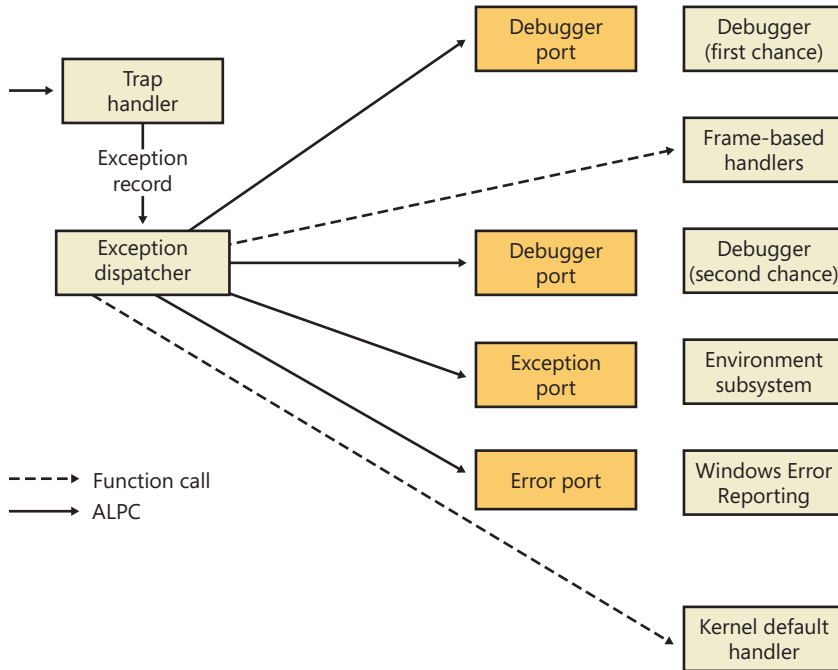 Debugger
port
Debugger
(first chance)
Trap
handler
Exception
record
Frame-based
handlers
Exception
dispatcher
Debugger
port
Debugger
(second chance)
Exception
port
Environment
subsystem
Function call
ALPC
Error port
Windows Error
Reporting
Kernel default
handler